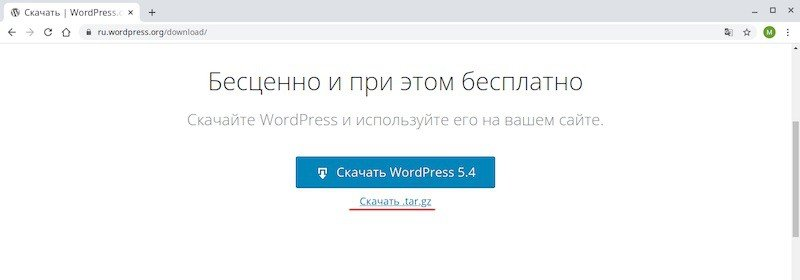 Скачать | WordPress.c
ru.wordpress.org/download/
M
Бесценно и при этом бесплатно
Скачайте WordPress и используйте его на вашем сайте.
Скачать WordPress 5.4
Скачать .tar.gz